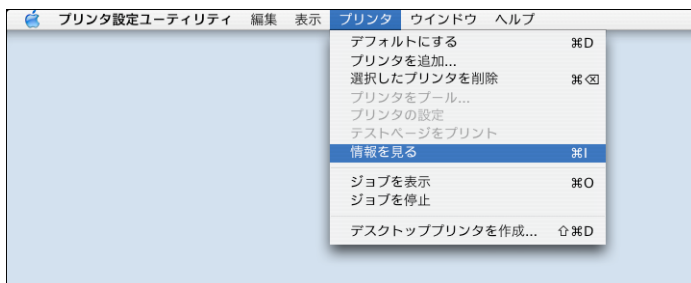 プリンタ設定ユーティリティ 編集 表示 プリンタ ウインドウ ヘルプ
デフォルトにする ⌘D
プリンタを追加...
選択したプリンタを削除 ⌘⌫
プリンタをプール...
プリンタの設定
テストページをプリント
情報を見る ⌘I
ジョブを表示 ⌘O
ジョブを停止
デスクトッププリンタを作成... ⇧⌘D